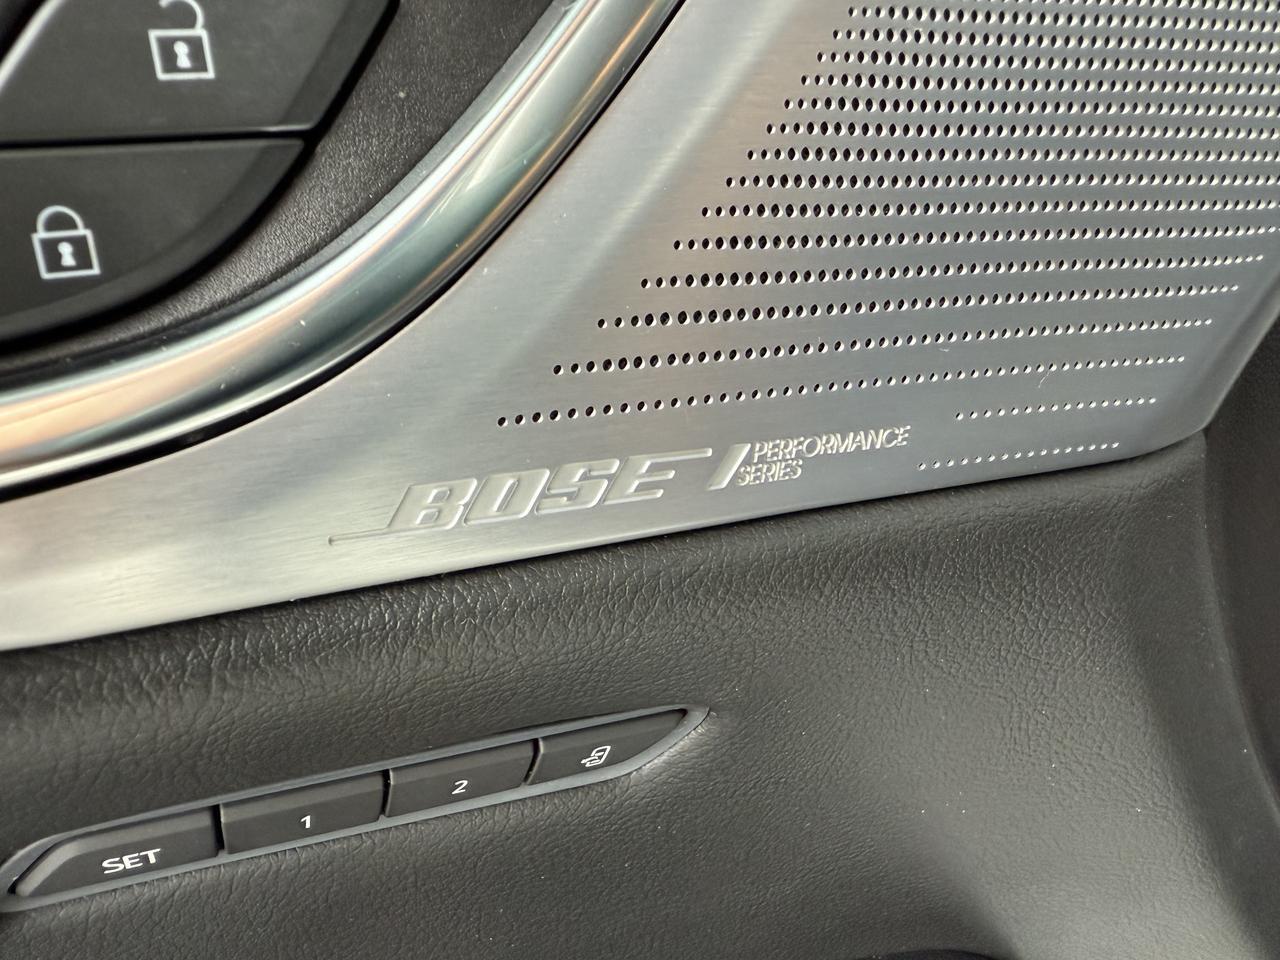 BOSE
PERFORMANCE
SERIES
SET
1
2